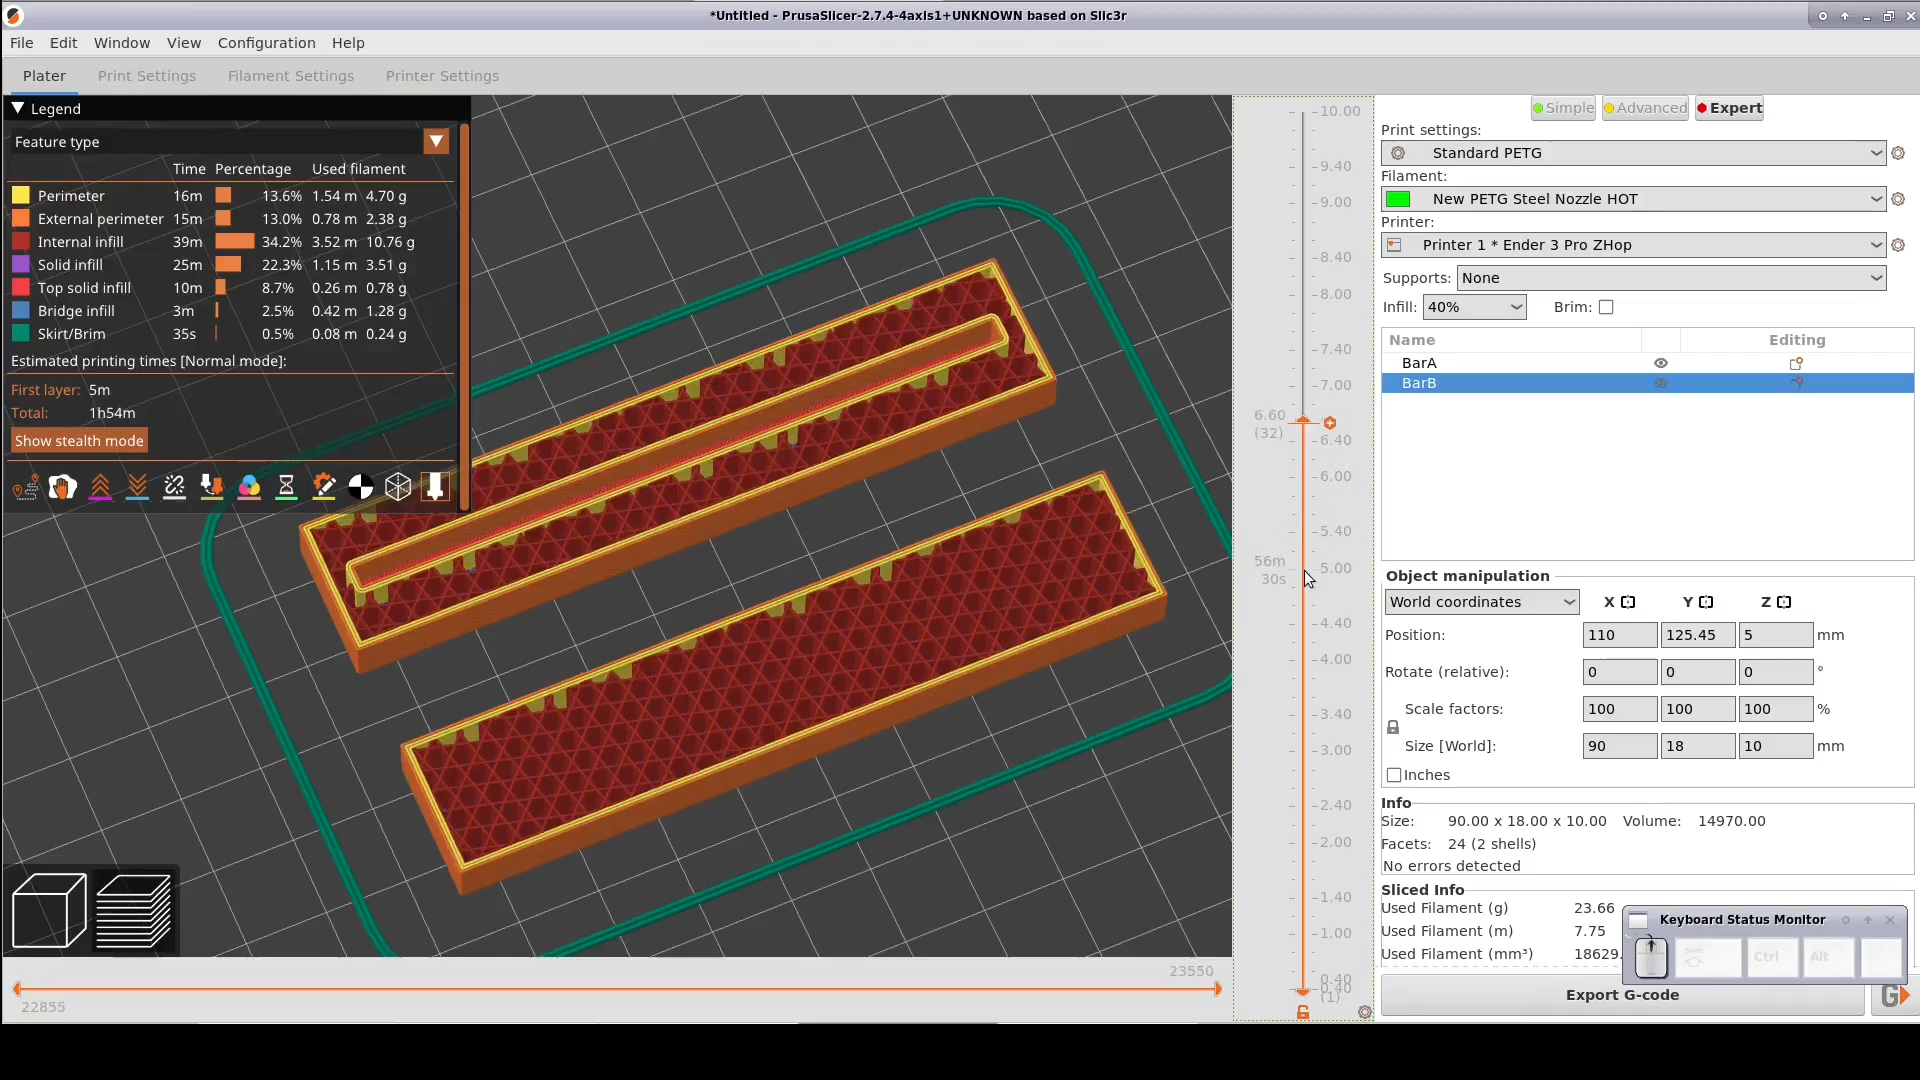 *Untitled - PrusaSlicer-2.7.4-4axis1+UNKNOWN based on Slic3r
File Edit Window View Configuration Help
Plater Print Settings Filament Settings Printer Settings
Legend
Feature type
Time Percentage Used filament
Perimeter 16m 13.6% 1.54 m 4.70 g
External perimeter 15m 13.0% 0.78 m 2.38 g
Internal infill 39m 34.2% 3.52 m 10.76 g
Solid infill 25m 22.3% 1.15 m 3.51 g
Top solid infill 10m 8.7% 0.26 m 0.78 g
Bridge infill 3m 2.5% 0.42 m 1.28 g
Skirt/Brim 35s 0.5% 0.08 m 0.24 g
Estimated printing times [Normal mode]:
First layer: 5m
Total: 1h54m
Show stealth mode
23550
22855
10.00
9.40
9.00
8.40
8.00
7.40
7.00
6.60
(32)
6.40
6.00
5.40
56m
30s
5.00
4.40
4.00
3.40
3.00
2.40
2.00
1.40
1.00
0.40
0.40
(1)
Simple Advanced Expert
Print settings:
Standard PETG
Filament:
New PETG Steel Nozzle HOT
Printer:
Printer 1 * Ender 3 Pro ZHop
Supports: None
Infill: 40% Brim:
Name Editing
BarA
BarB
Object manipulation
World coordinates X Y Z
Position: 110 125.45 5 mm
Rotate (relative): 0 0 0 °
Scale factors: 100 100 100 %
Size [World]: 90 18 10 mm
Inches
Info
Size: 90.00 x 18.00 x 10.00 Volume: 14970.00
Facets: 24 (2 shells)
No errors detected
Sliced Info
Used Filament (g) 23.66
Used Filament (m) 7.75
Used Filament (mm³) 18629.
Keyboard Status Monitor
Shift Ctrl Alt
Export G-code
G